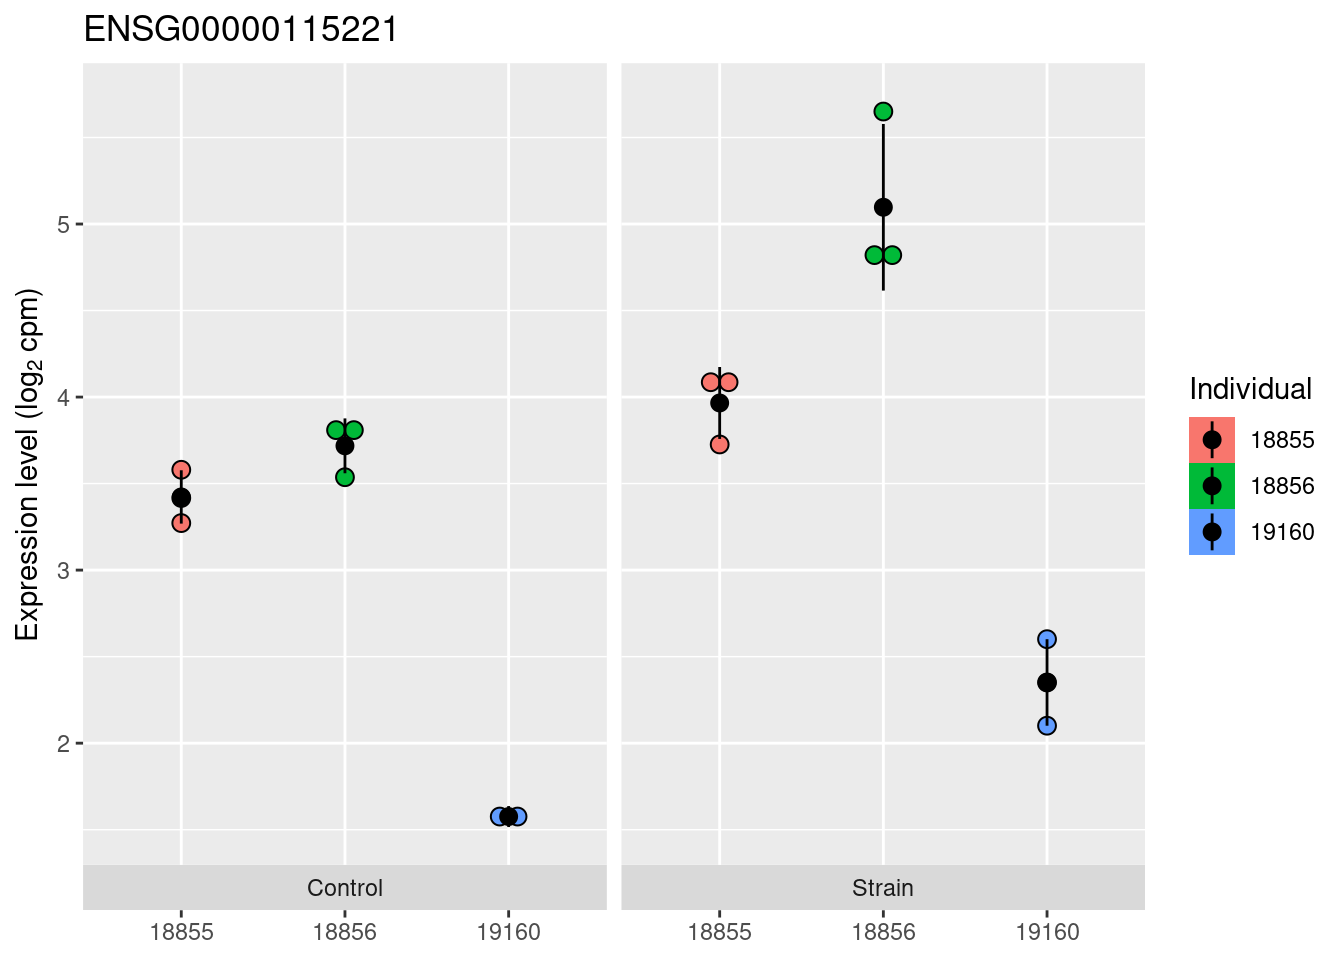 ENSG00000115221
Expression level (log₂ cpm)
5
4
3
2
Control
Strain
18855 18856 19160
18855 18856 19160
Individual
18855
18856
19160